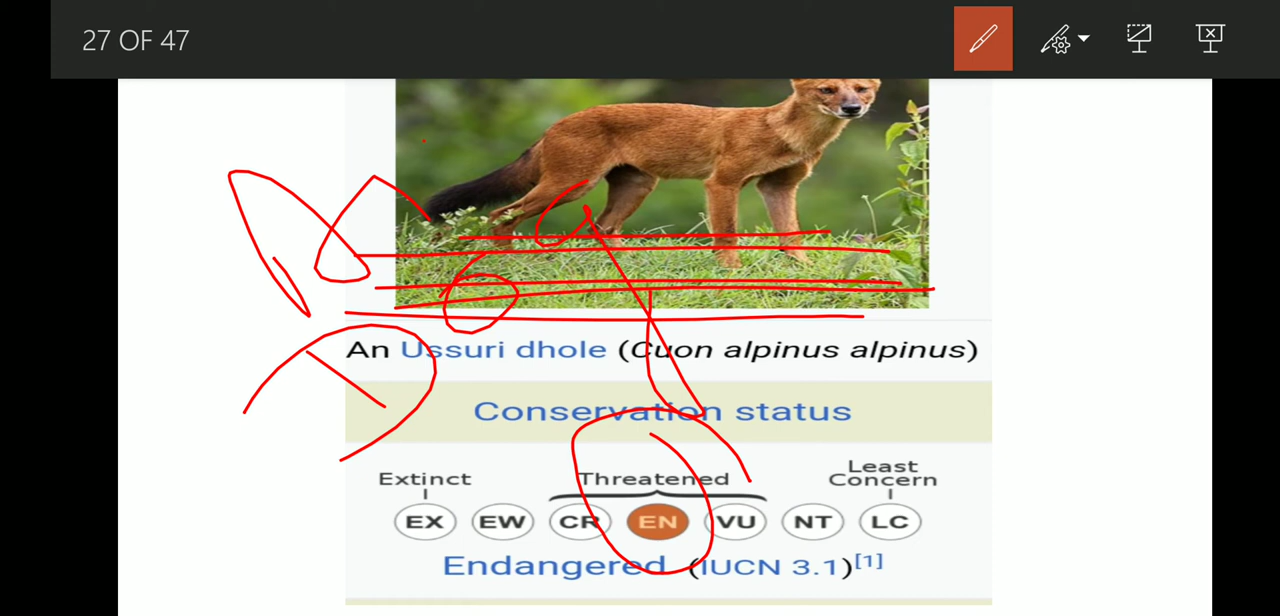 27 OF 47
An Ussuri dhole (Cuon alpinus alpinus)
Conservation status
Extinct Threatened Least Concern
EX EW CR EN VU NT LC
Endangered (IUCN 3.1)[1]